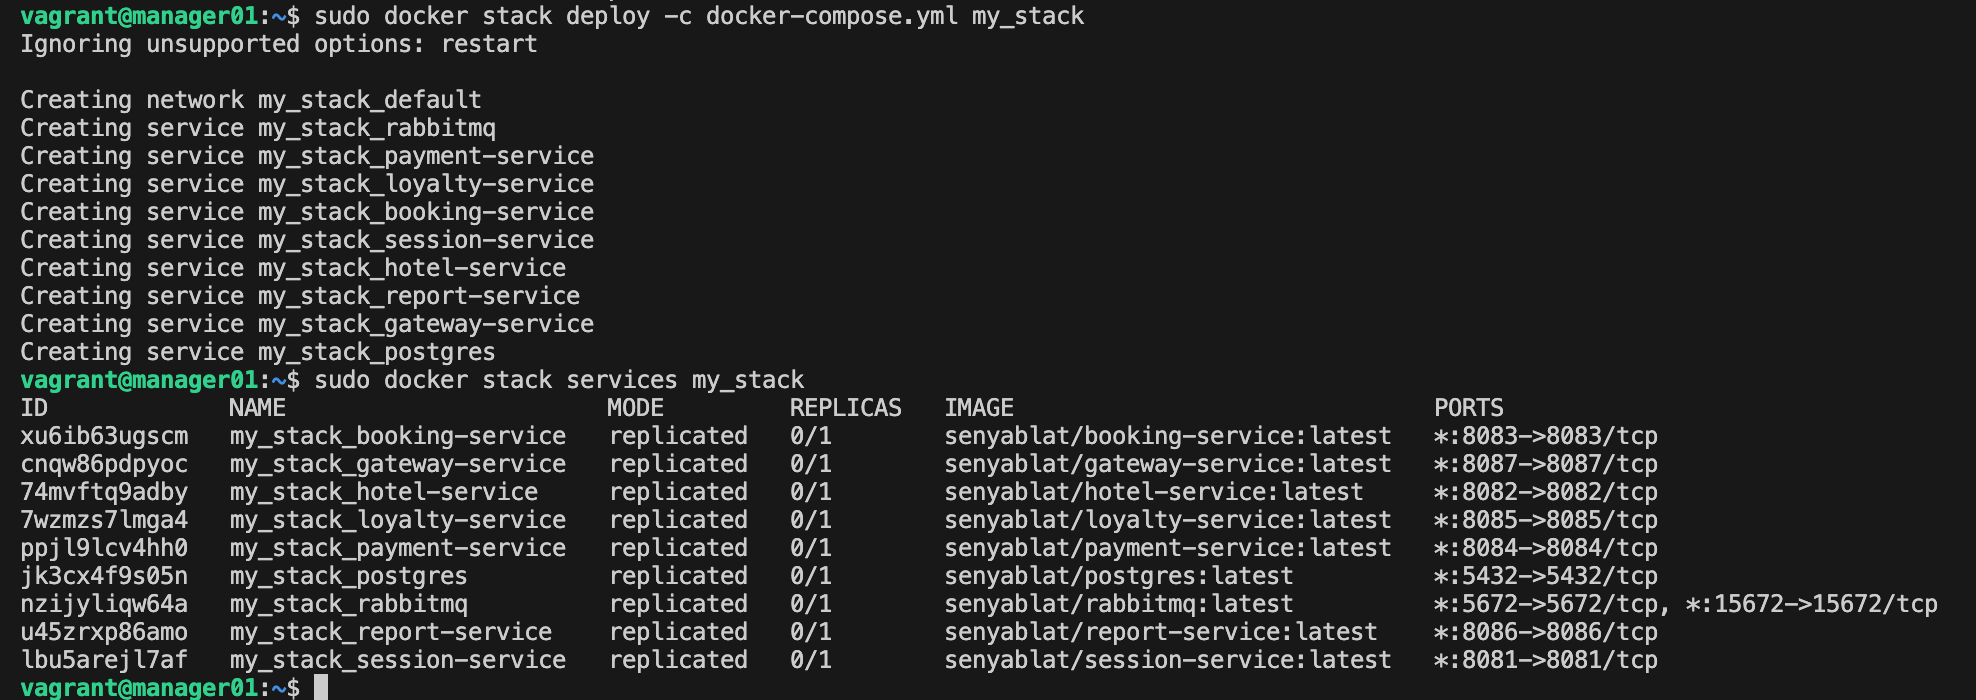 vagrant@manager01:~$ sudo docker stack deploy -c docker-compose.yml my_stack
Ignoring unsupported options: restart
Creating network my_stack_default
Creating service my_stack_rabbitmq
Creating service my_stack_payment-service
Creating service my_stack_loyalty-service
Creating service my_stack_booking-service
Creating service my_stack_session-service
Creating service my_stack_hotel-service
Creating service my_stack_report-service
Creating service my_stack_gateway-service
Creating service my_stack_postgres
vagrant@manager01:~$ sudo docker stack services my_stack
ID NAME MODE REPLICAS IMAGE PORTS
xu6ib63ugscm my_stack_booking-service replicated 0/1 senyablat/booking-service:latest *:8083->8083/tcp
cnqw86pdpyoc my_stack_gateway-service replicated 0/1 senyablat/gateway-service:latest *:8087->8087/tcp
74mvftq9adby my_stack_hotel-service replicated 0/1 senyablat/hotel-service:latest *:8082->8082/tcp
7wzmzs7lmga4 my_stack_loyalty-service replicated 0/1 senyablat/loyalty-service:latest *:8085->8085/tcp
ppjl9lcv4hh0 my_stack_payment-service replicated 0/1 senyablat/payment-service:latest *:8084->8084/tcp
jk3cx4f9s05n my_stack_postgres replicated 0/1 senyablat/postgres:latest *:5432->5432/tcp
nzijyliqw64a my_stack_rabbitmq replicated 0/1 senyablat/rabbitmq:latest *:5672->5672/tcp, *:15672->15672/tcp
u45zrxp86amo my_stack_report-service replicated 0/1 senyablat/report-service:latest *:8086->8086/tcp
lbu5arejl7af my_stack_session-service replicated 0/1 senyablat/session-service:latest *:8081->8081/tcp
vagrant@manager01:~$